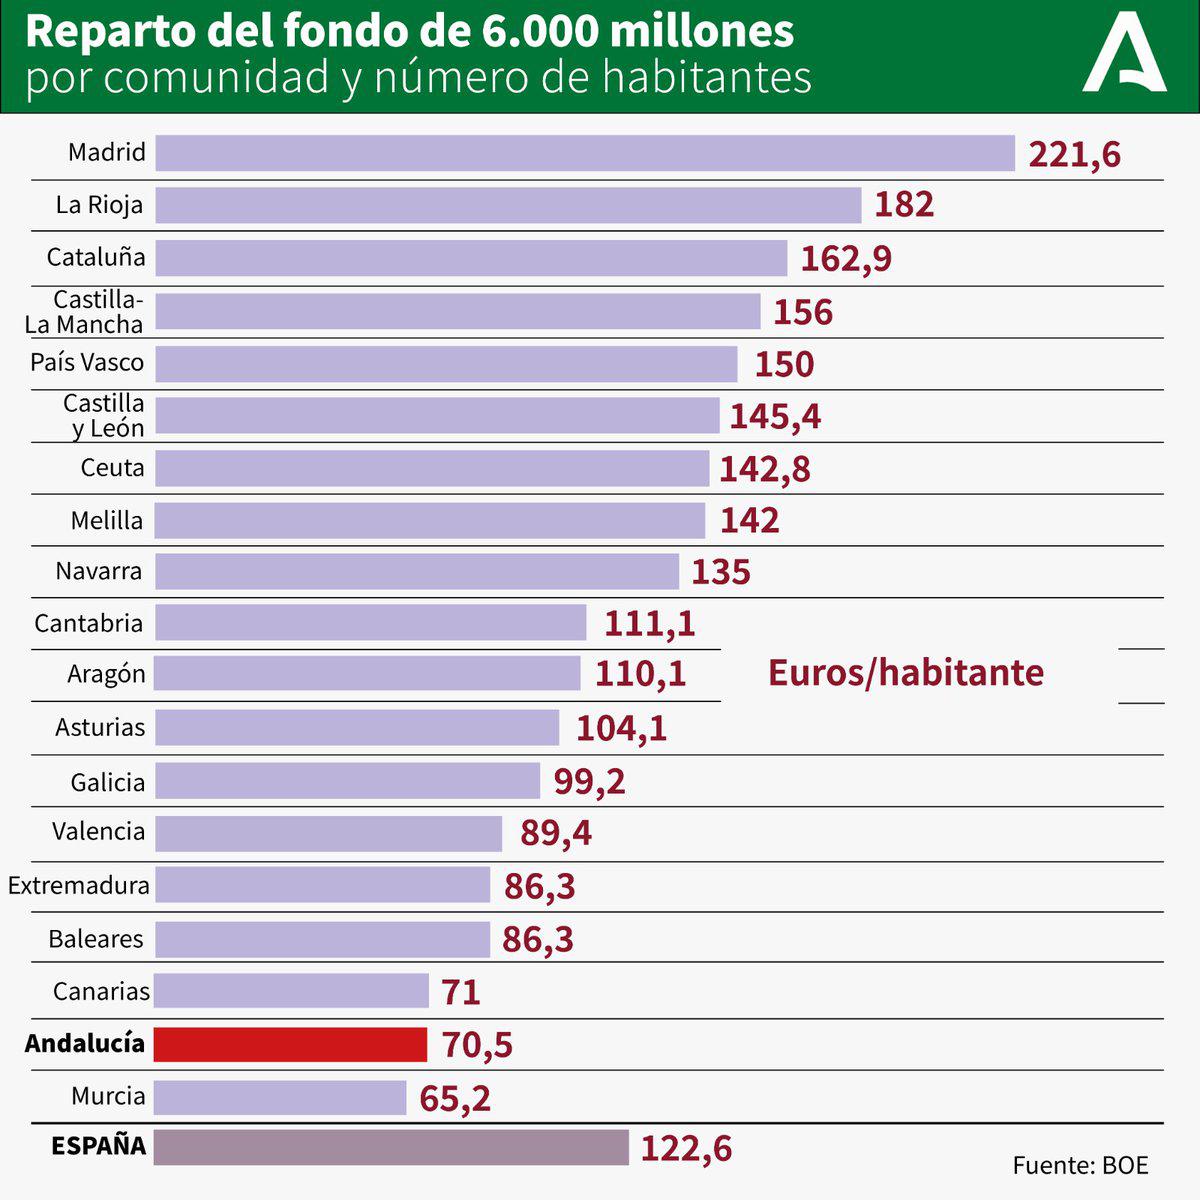 Reparto del fondo de 6.000 millones
por comunidad y número de habitantes
Madrid 221,6
La Rioja 182
Cataluña 162,9
Castilla-
La Mancha 156
País Vasco 150
Castilla
y León 145,4
Ceuta 142,8
Melilla 142
Navarra 135
Cantabria 111,1
Aragón 110,1
Euros/habitante
Asturias 104,1
Galicia 99,2
Valencia 89,4
Extremadura 86,3
Baleares 86,3
Canarias 71
Andalucía 70,5
Murcia 65,2
ESPAÑA 122,6
Fuente: BOE